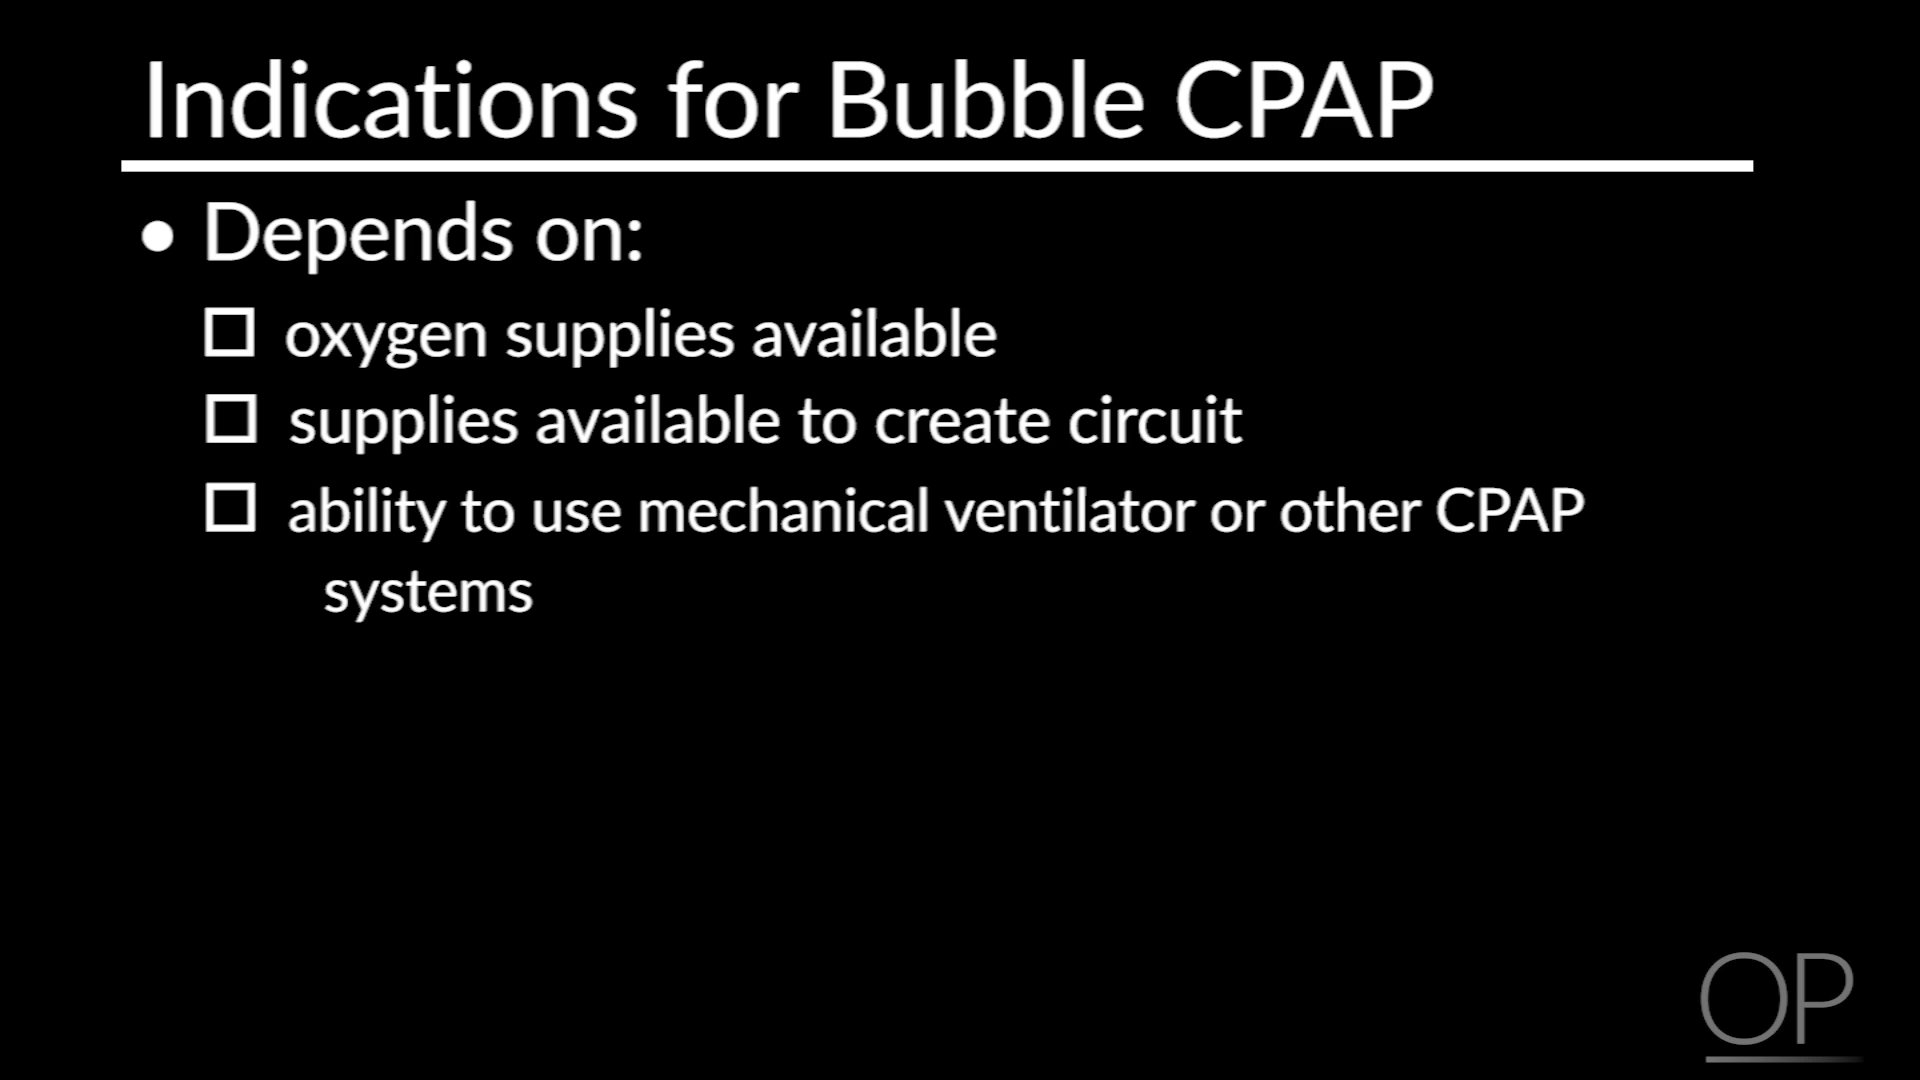 Indications for Bubble CPAP
• Depends on:
☐ oxygen supplies available
☐ supplies available to create circuit
☐ ability to use mechanical ventilator or other CPAP
systems
OP